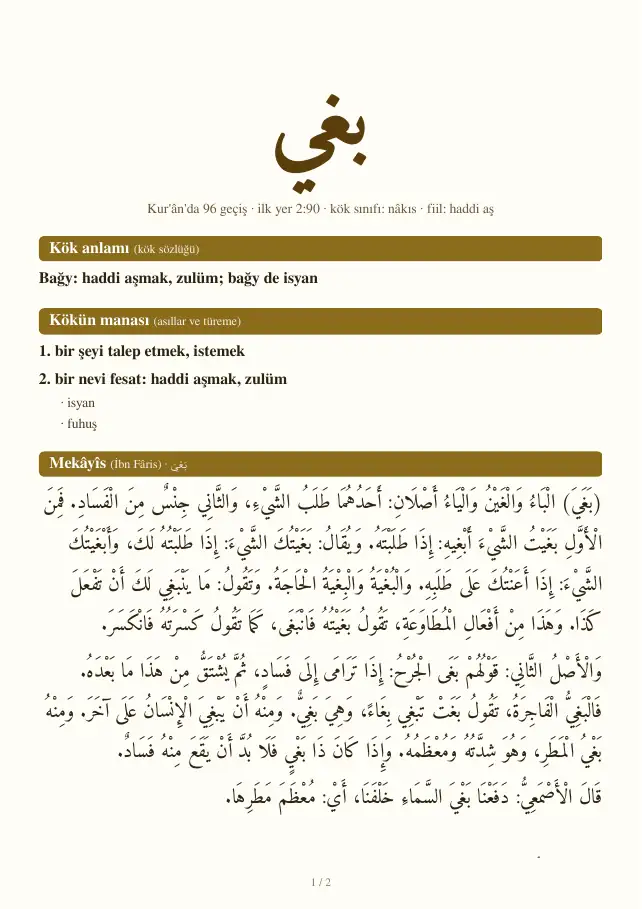 بغي
Kur'ân'da 96 geçiş · ilk yer 2:90 · kök sınıfı: nâkıs · fiil: haddi aş
Kök anlamı (kök sözlüğü)
Bağy: haddi aşmak, zulüm; bağy de isyan
Kökün manası (asıllar ve türeme)
1. bir şeyi talep etmek, istemek
2. bir nevi fesat: haddi aşmak, zulüm
· isyan
· fuhuş
Mekâyîs (İbn Fâris) · بَغَيَ
(بَغَيَ) الْبَاءُ وَالْغَيْنُ وَالْيَاءُ أَصْلَانِ: أَحَدُهُمَا طَلَبُ الشَّيْءِ، وَالثَّانِي جِنْسٌ مِنَ الْفَسَادِ. فَمِنَ
الْأَوَّلِ بَغَيْتُ الشَّيْءَ أَبْغِيهِ: إِذَا طَلَبْتَهُ. وَيُقَالُ: بَغَيْتُكَ الشَّيْءَ: إِذَا طَلَبْتُهُ لَكَ، وَأَبْغَيْتُكَ
الشَّيْءَ: إِذَا أَعَنْتُكَ عَلَى طَلَبِهِ. وَالْبُغْيَةُ وَالْبِغْيَةُ الْحَاجَةُ. وَتَقُولُ: مَا يَنْبَغِي لَكَ أَنْ تَفْعَلَ
كَذَا. وَهَذَا مِنْ أَفْعَالِ الْمُطَاوَعَةِ، تَقُولُ بَغَيْتُهُ فَانْبَغَى، كَمَا تَقُولُ كَسَرْتُهُ فَانْكَسَرَ.
وَالْأَصْلُ الثَّانِي: قَوْلُهُمْ بَغَى الْجُرْحُ: إِذَا تَرَامَى إِلَى فَسَادٍ، ثُمَّ يُشْتَقُّ مِنْ هَذَا مَا بَعْدَهُ.
فَالْبَغِيُّ الْفَاجِرَةُ، تَقُولُ بَغَتْ تَبْغِي بِغَاءً، وَهِيَ بَغِيٌّ. وَمِنْهُ أَنْ يَبْغِيَ الْإِنْسَانُ عَلَى آخَرَ. وَمِنْهُ
بَغْيُ الْمَطَرِ، وَهُوَ شِدَّتُهُ وَمُعْظَمُهُ. وَإِذَا كَانَ ذَا بَغْيٍ فَلَا بُدَّ أَنْ يَقَعَ مِنْهُ فَسَادٌ.
قَالَ الْأَصْمَعِيُّ: دَفَعْنَا بَغْيَ السَّمَاءِ خَلْفَنَا، أَيْ: مُعْظَمَ مَطَرِهَا.
.
1 / 2